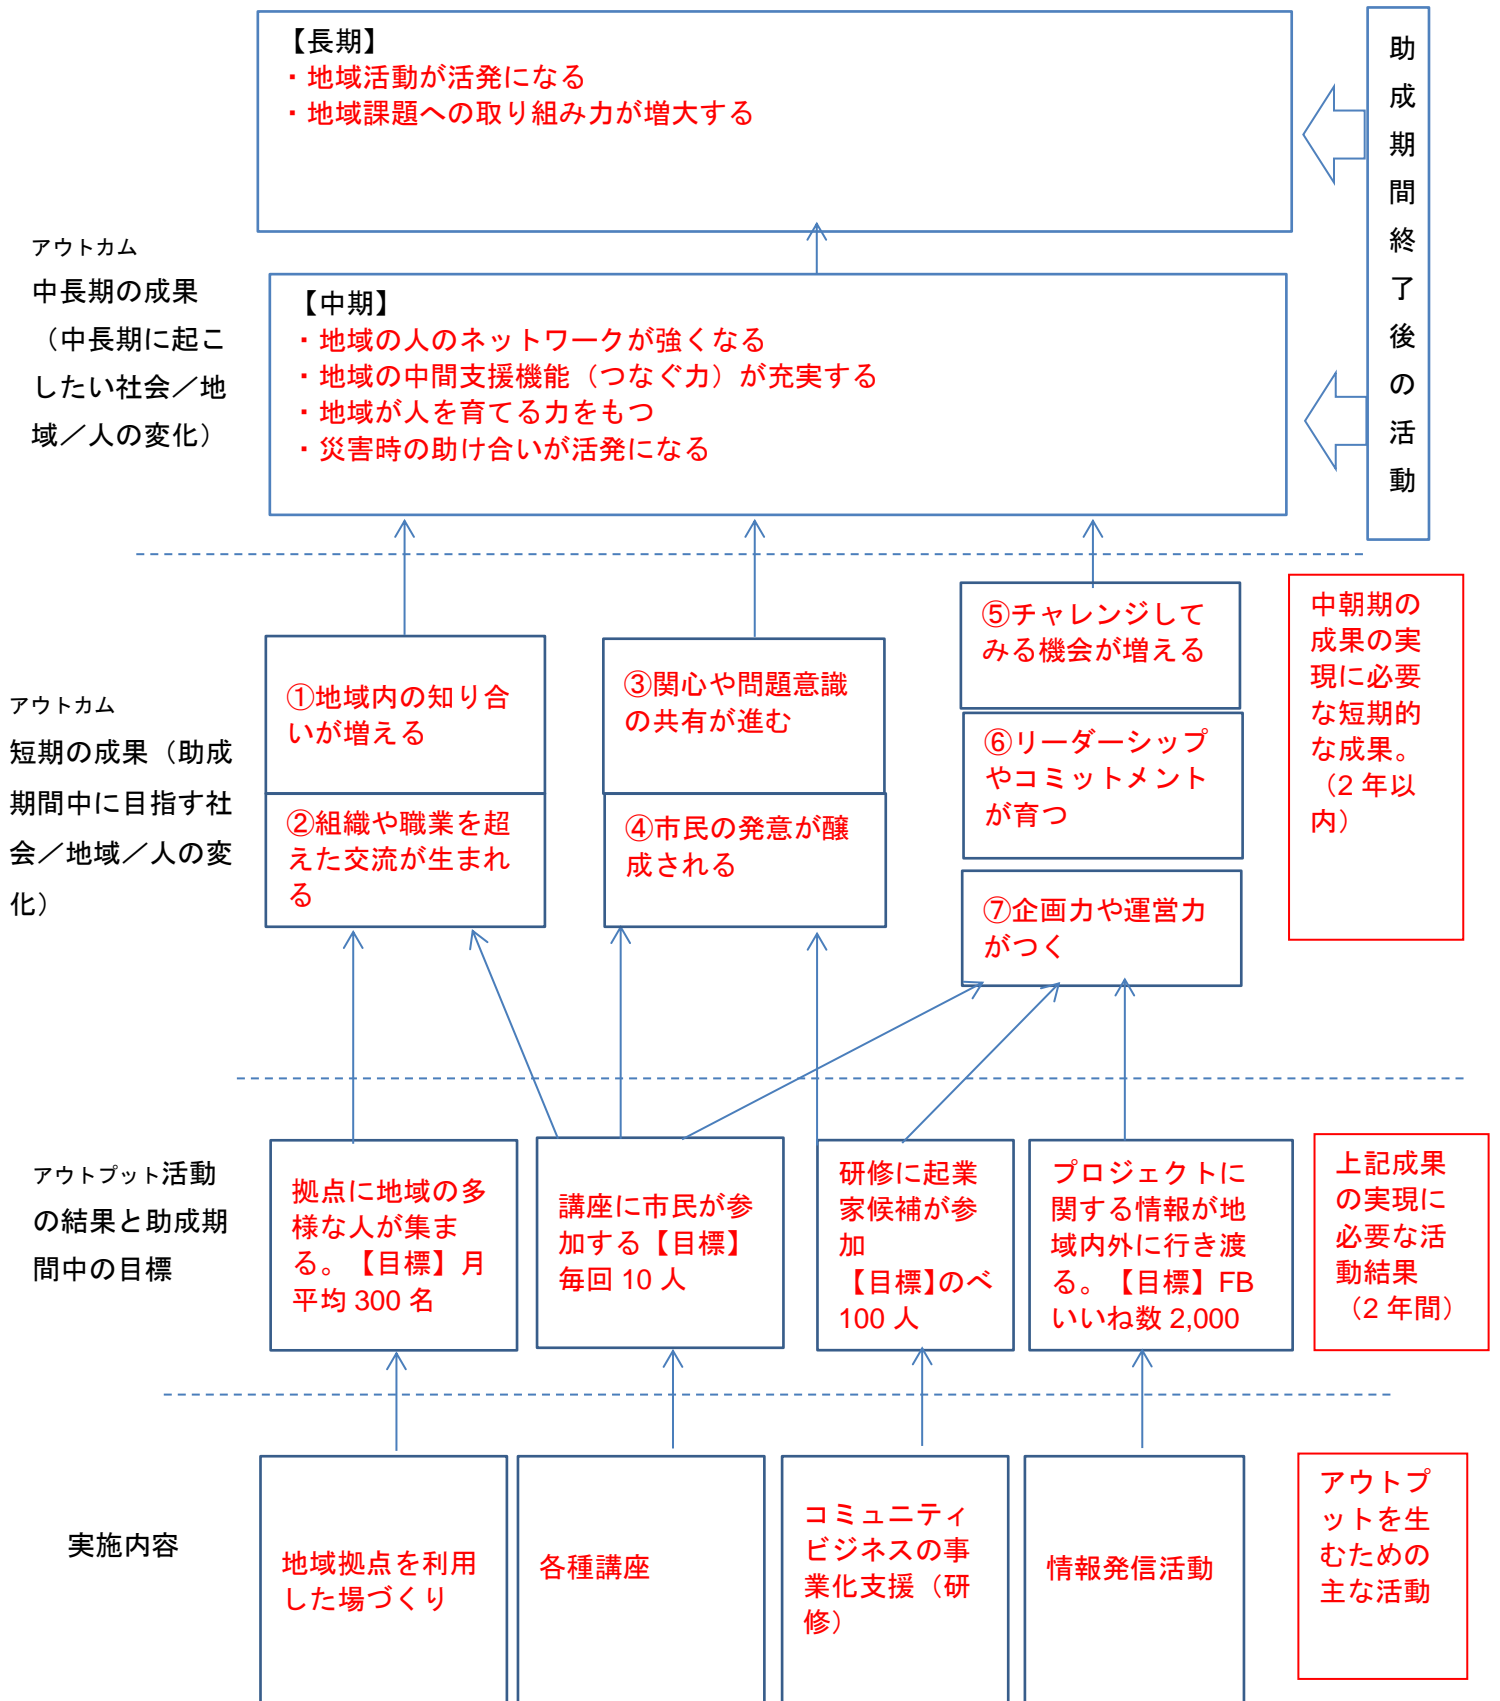 【長期】
・地域活動が活発になる
・地域課題への取り組み力が増大する
助成期間終了後の活動
アウトカム
中長期の成果
（中長期に起こ
したい社会／地
域／人の変化）
【中期】
・地域の人のネットワークが強くなる
・地域の中間支援機能（つなぐ力）が充実する
・地域が人を育てる力をもつ
・災害時の助け合いが活発になる
アウトカム
短期の成果（助成
期間中に目指す社
会／地域／人の変
化）
①地域内の知り合
いが増える
②組織や職業を超
えた交流が生まれ
る
③関心や問題意識
の共有が進む
④市民の発意が醸
成される
⑤チャレンジして
みる機会が増える
⑥リーダーシップ
やコミットメント
が育つ
⑦企画力や運営力
がつく
中朝期の
成果の実
現に必要
な短期的
な成果。
（2 年以
内）
アウトプット活動
の結果と助成期
間中の目標
拠点に地域の多
様な人が集ま
る。【目標】月
平均 300 名
講座に市民が参
加する【目標】
毎回 10 人
研修に起業
家候補が参
加
【目標】のべ
100 人
プロジェクトに
関する情報が地
域内外に行き渡
る。【目標】FB
いいね数 2,000
上記成果
の実現に
必要な活
動結果
（2 年間）
実施内容
地域拠点を利用
した場づくり
各種講座
コミュニティ
ビジネスの事
業化支援（研
修）
情報発信活動
アウトプ
ットを生
むための
主な活動